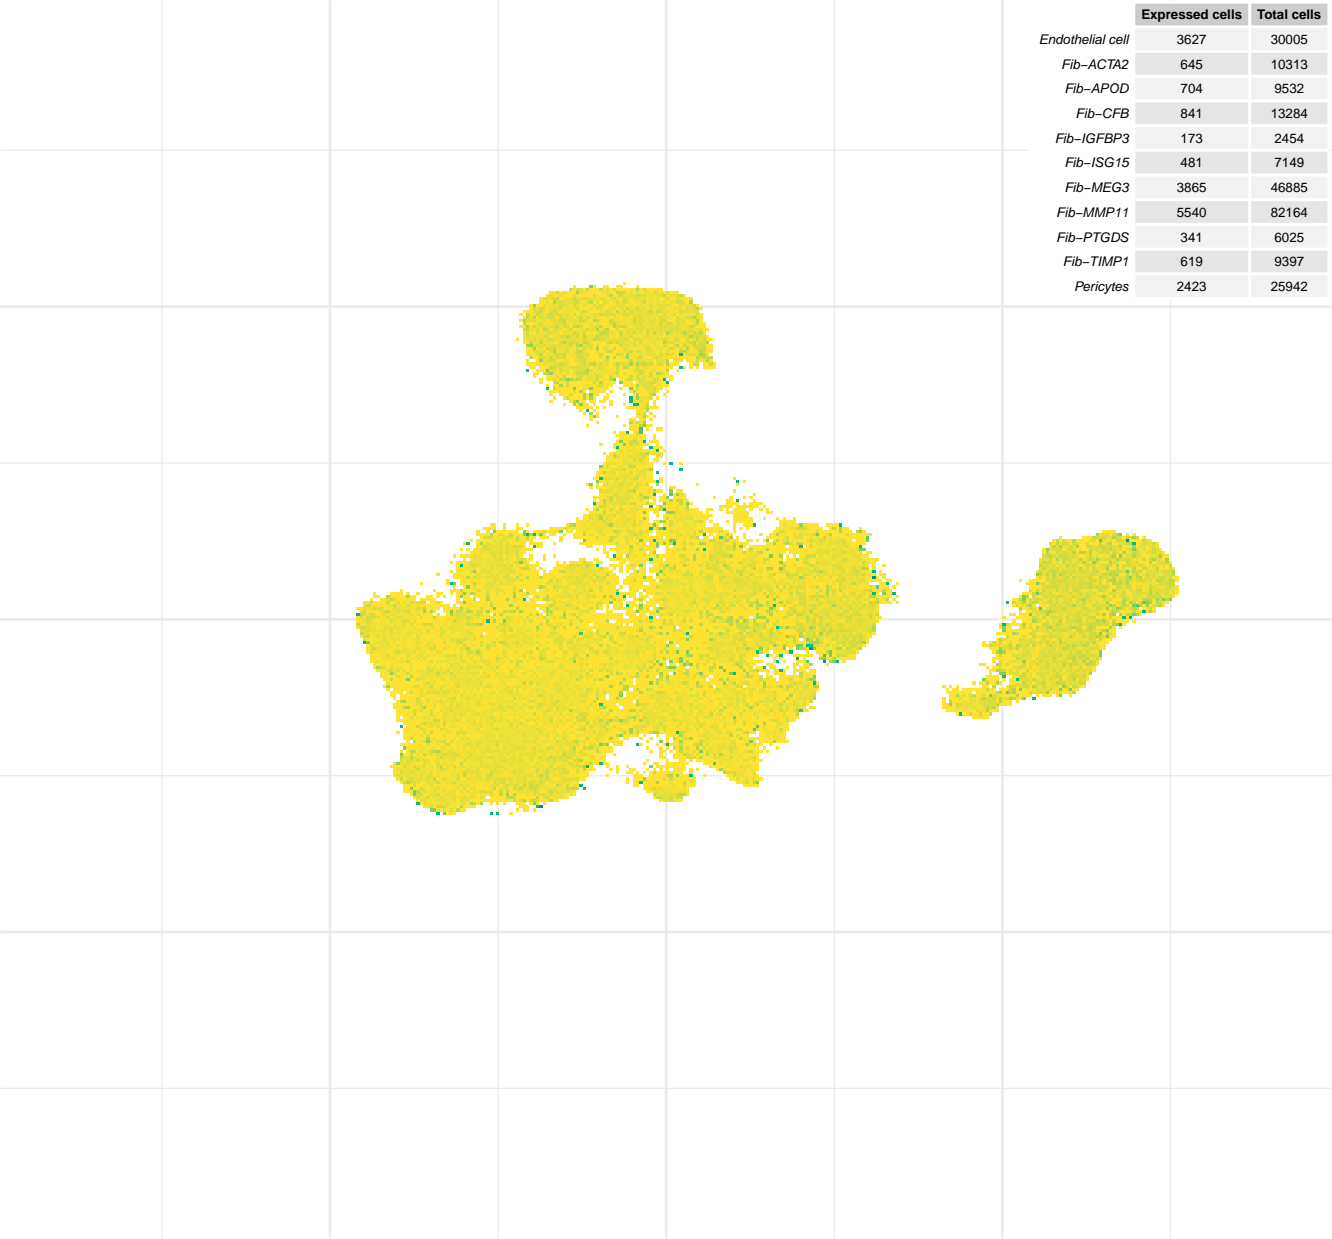 Expressed cells Total cells
Endothelial cell 3627 30005
Fib−ACTA2 645 10313
Fib−APOD 704 9532
Fib−CFB 841 13284
Fib−IGFBP3 173 2454
Fib−ISG15 481 7149
Fib−MEG3 3865 46885
Fib−MMP11 5540 82164
Fib−PTGDS 341 6025
Fib−TIMP1 619 9397
Pericytes 2423 25942